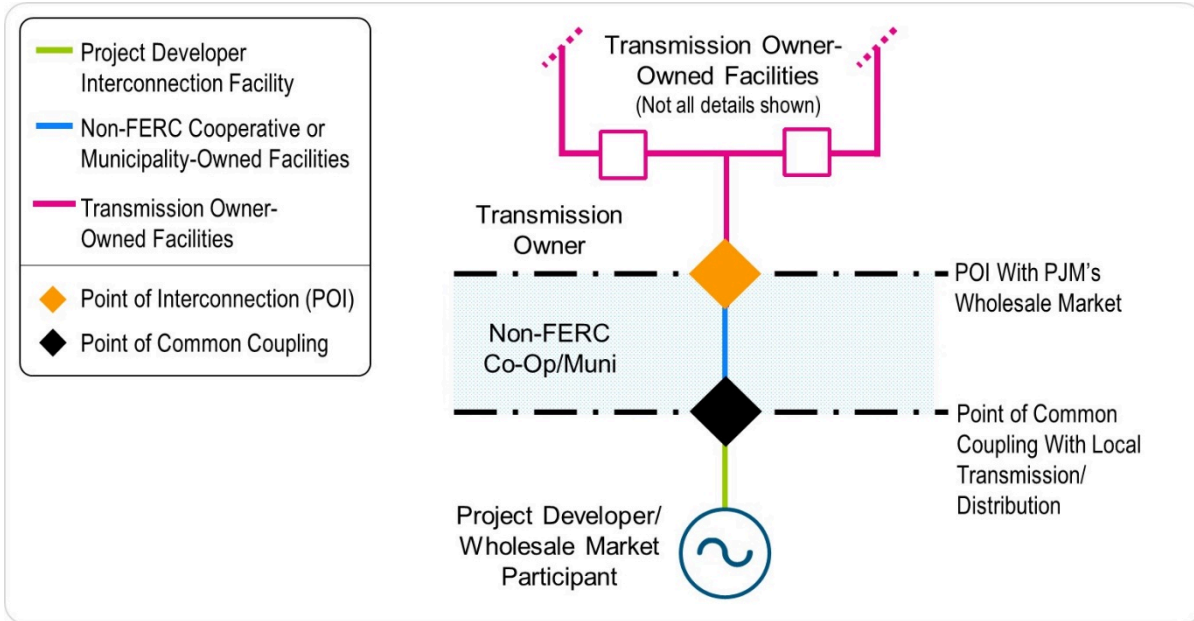 Project Developer
Interconnection Facility
Non-FERC Cooperative or
Municipality-Owned Facilities
Transmission Owner-
Owned Facilities
Point of Interconnection (POI)
Point of Common Coupling
Transmission Owner-
Owned Facilities
(Not all details shown)
Transmission
Owner
POI With PJM's
Wholesale Market
Non-FERC
Co-Op/Muni
Point of Common
Coupling With Local
Transmission/
Distribution
Project Developer/
Wholesale Market
Participant